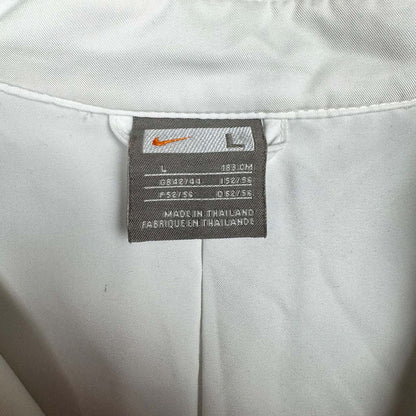 L
L 183 CM
GB 42/44 I 52/56
F 52/56 D 52/56
MADE IN THAILAND
FABRIQUE EN THAILANDE